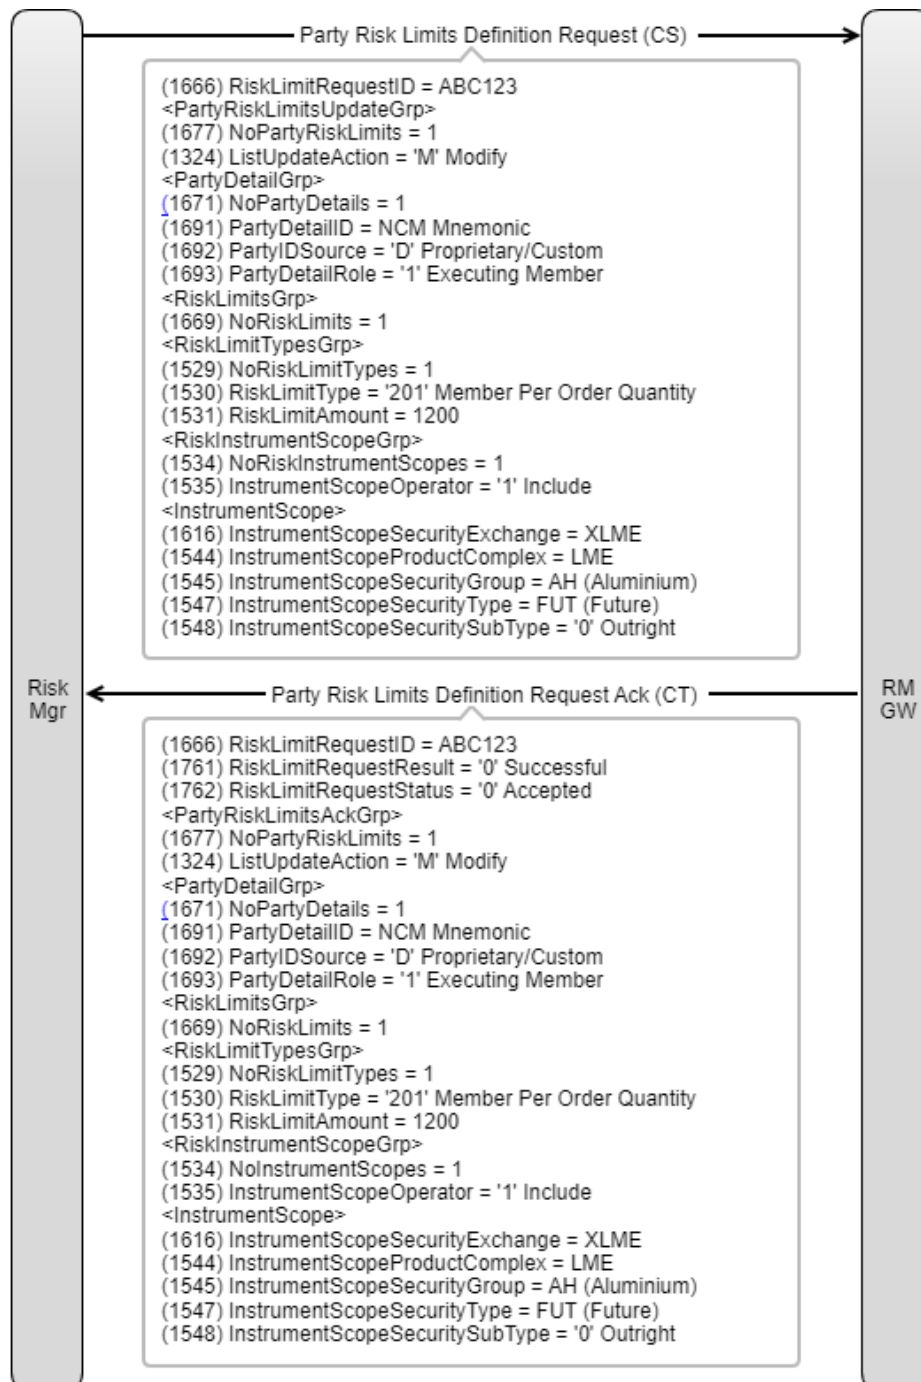 Party Risk Limits Definition Request (CS)
(1666) RiskLimitRequestID = ABC123
<PartyRiskLimitsUpdateGrp>
(1677) NoPartyRiskLimits = 1
(1324) ListUpdateAction = 'M' Modify
<PartyDetailGrp>
(1671) NoPartyDetails = 1
(1691) PartyDetailID = NCM Mnemonic
(1692) PartyIDSource = 'D' Proprietary/Custom
(1693) PartyDetailRole = '1' Executing Member
<RiskLimitsGrp>
(1669) NoRiskLimits = 1
<RiskLimitTypesGrp>
(1529) NoRiskLimitTypes = 1
(1530) RiskLimitType = '201' Member Per Order Quantity
(1531) RiskLimitAmount = 1200
<RiskInstrumentScopeGrp>
(1534) NoRiskInstrumentScopes = 1
(1535) InstrumentScopeOperator = '1' Include
<InstrumentScope>
(1616) InstrumentScopeSecurityExchange = XLME
(1544) InstrumentScopeProductComplex = LME
(1545) InstrumentScopeSecurityGroup = AH (Aluminium)
(1547) InstrumentScopeSecurityType = FUT (Future)
(1548) InstrumentScopeSecuritySubType = '0' Outright
Risk
Mgr
Party Risk Limits Definition Request Ack (CT)
RM
GW
(1666) RiskLimitRequestID = ABC123
(1761) RiskLimitRequestResult = '0' Successful
(1762) RiskLimitRequestStatus = '0' Accepted
<PartyRiskLimitsAckGrp>
(1677) NoPartyRiskLimits = 1
(1324) ListUpdateAction = 'M' Modify
<PartyDetailGrp>
(1671) NoPartyDetails = 1
(1691) PartyDetailID = NCM Mnemonic
(1692) PartyIDSource = 'D' Proprietary/Custom
(1693) PartyDetailRole = '1' Executing Member
<RiskLimitsGrp>
(1669) NoRiskLimits = 1
<RiskLimitTypesGrp>
(1529) NoRiskLimitTypes = 1
(1530) RiskLimitType = '201' Member Per Order Quantity
(1531) RiskLimitAmount = 1200
<RiskInstrumentScopeGrp>
(1534) NoInstrumentScopes = 1
(1535) InstrumentScopeOperator = '1' Include
<InstrumentScope>
(1616) InstrumentScopeSecurityExchange = XLME
(1544) InstrumentScopeProductComplex = LME
(1545) InstrumentScopeSecurityGroup = AH (Aluminium)
(1547) InstrumentScopeSecurityType = FUT (Future)
(1548) InstrumentScopeSecuritySubType = '0' Outright